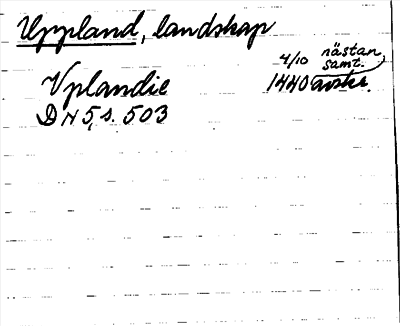 Uppland, landskap
4/10 nästan samt.
Vplandie 1440 avskr.
DN 5, s. 503